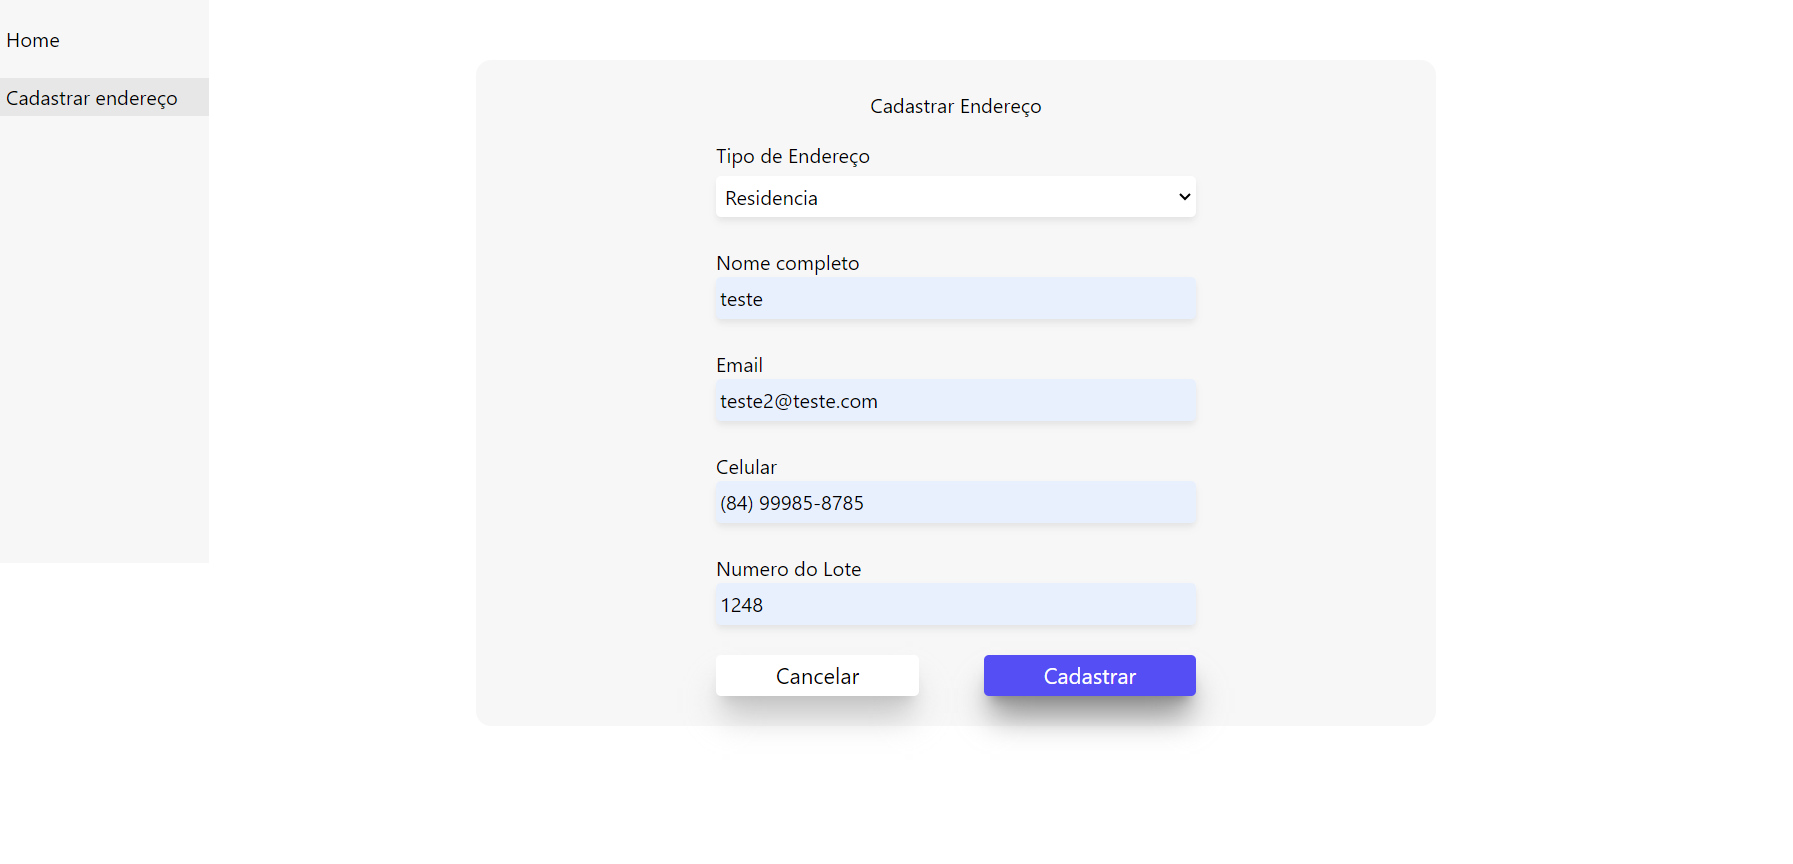 Home
Cadastrar endereço
Cadastrar Endereço
Tipo de Endereço
Residencia
Nome completo
teste
Email
teste2@teste.com
Celular
(84) 99985-8785
Numero do Lote
1248
Cancelar
Cadastrar